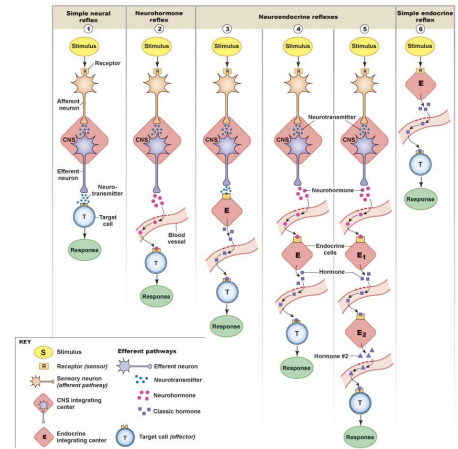 Simple neural
reflex
Neurohormone
reflex
Neuroendocrine reflexes
Simple endocrine
reflex
1
2
3
4
5
6
Stimulus
Stimulus
Stimulus
Stimulus
Stimulus
Stimulus
Receptor
R
R
R
R
R
R
E
Afferent
neuron
Neurotransmitter
CNS
CNS
CNS
CNS
CNS
T
Efferent
neuron
Response
Neuro-
transmitter
Neurohormone
T
Target
cell
E
Blood
vessel
Response
T
Endocrine
cells
E
E1
T
Hormone
Response
Response
T
E2
Hormone #2
Response
T
Response
KEY
S
Stimulus
R
Receptor (sensor)
Sensory neuron
(afferent pathway)
CNS integrating
center
E
Endocrine
integrating center
Efferent pathways
Efferent neuron
Neurotransmitter
Neurohormone
Classic hormone
T
Target cell (effector)